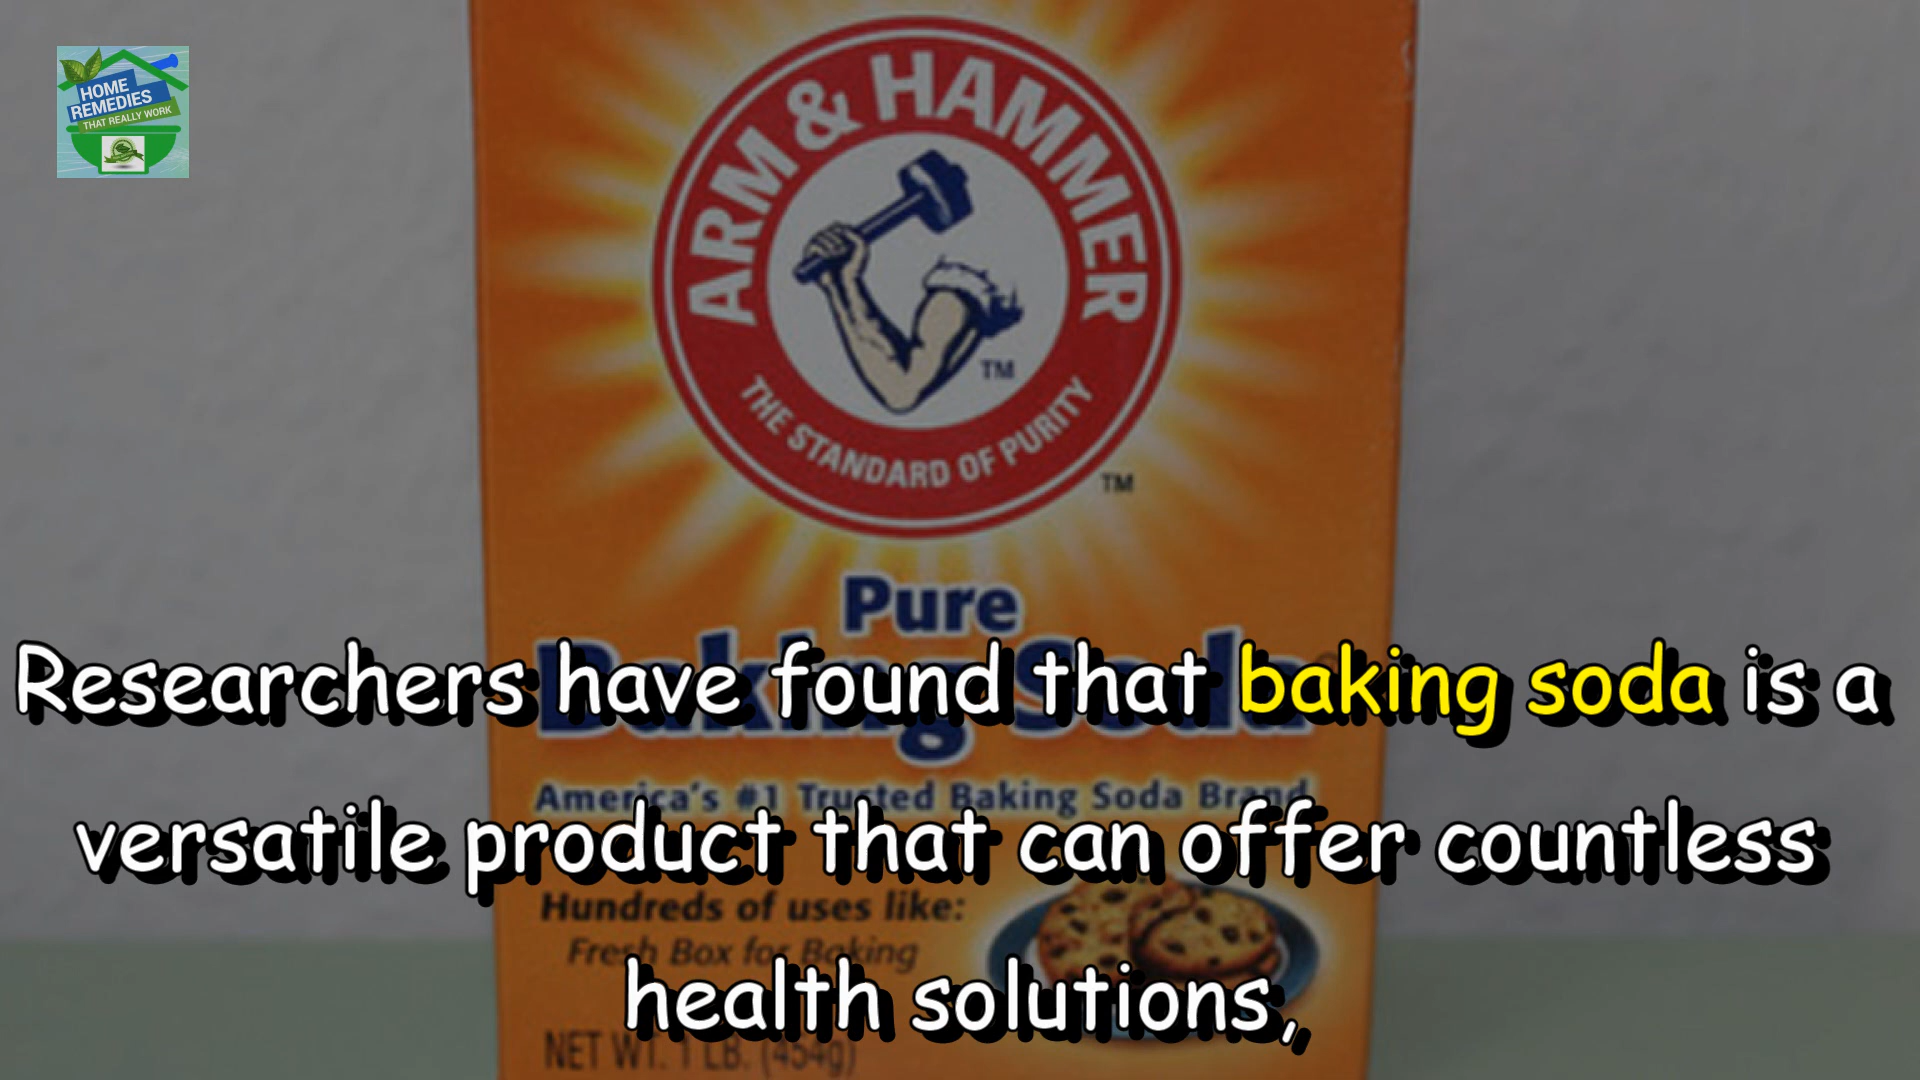 HOME
REMEDIES
THAT REALLY WORK
ARM & HAMMER
TM
THE STANDARD OF PURITY
TM
Pure
Baking Soda
Researchers have found that baking soda is a
America's #1 Trusted Baking Soda Brand
versatile product that can offer countless
Hundreds of uses like:
Fresh Box for Baking
health solutions,
NET WT. 1 LB. (454g)